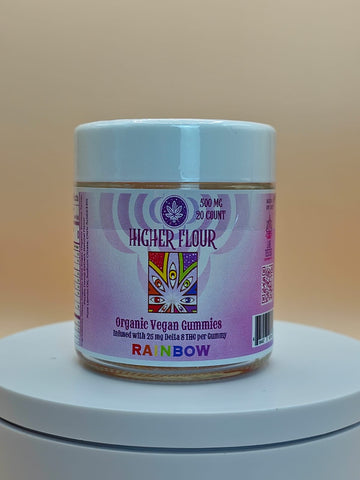 500 MG
20 COUNT
HIGHER FLOUR
Organic Vegan Gummies
Infused with 25 mg Delta 8 THC per Gummy
RAINBOW